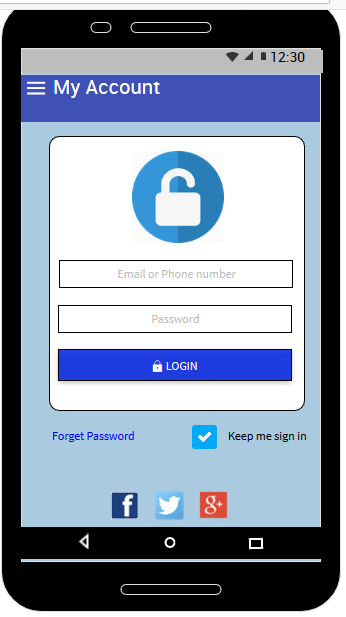 12:30
My Account
Email or Phone number
Password
LOGIN
Forget Password
Keep me sign in
f
g+